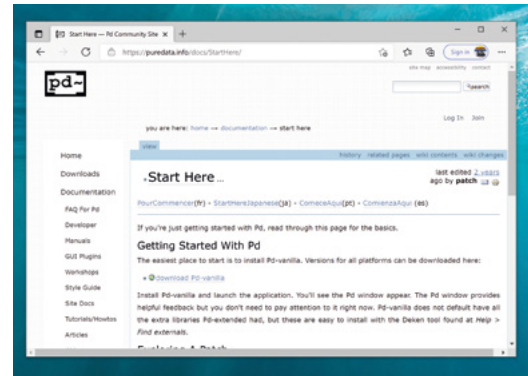 [Pd] Start Here — Pd Community Site
https://puredata.info/docs/StartHere/
Sign in
site map accessibility contact
pd~
search
Log In Join
you are here: home → documentation → start here
view
history related pages wiki contents wiki changes
Home
Downloads
Documentation
FAQ For Pd
Developer
Manuals
GUI Plugins
Workshops
Style Guide
Site Docs
Tutorials/Howtos
Articles
Start Here ...
last edited 2 years
ago by patch
PourCommencer(fr) - StartHereJapanese(ja) - ComeceAqui(pt) - ComienzaAqui (es)
If you're just getting started with Pd, read through this page for the basics.
Getting Started With Pd
The easiest place to start is to install Pd-vanilla. Versions for all platforms can be downloaded here:
download Pd-vanilla
Install Pd-vanilla and launch the application. You'll see the Pd window appear. The Pd window provides
helpful feedback but you don't need to pay attention to it right now. Pd-vanilla does not default have all
the extra libraries Pd-extended had, but these are easy to install with the Deken tool found at Help >
Find externals.
Exploring A Patch